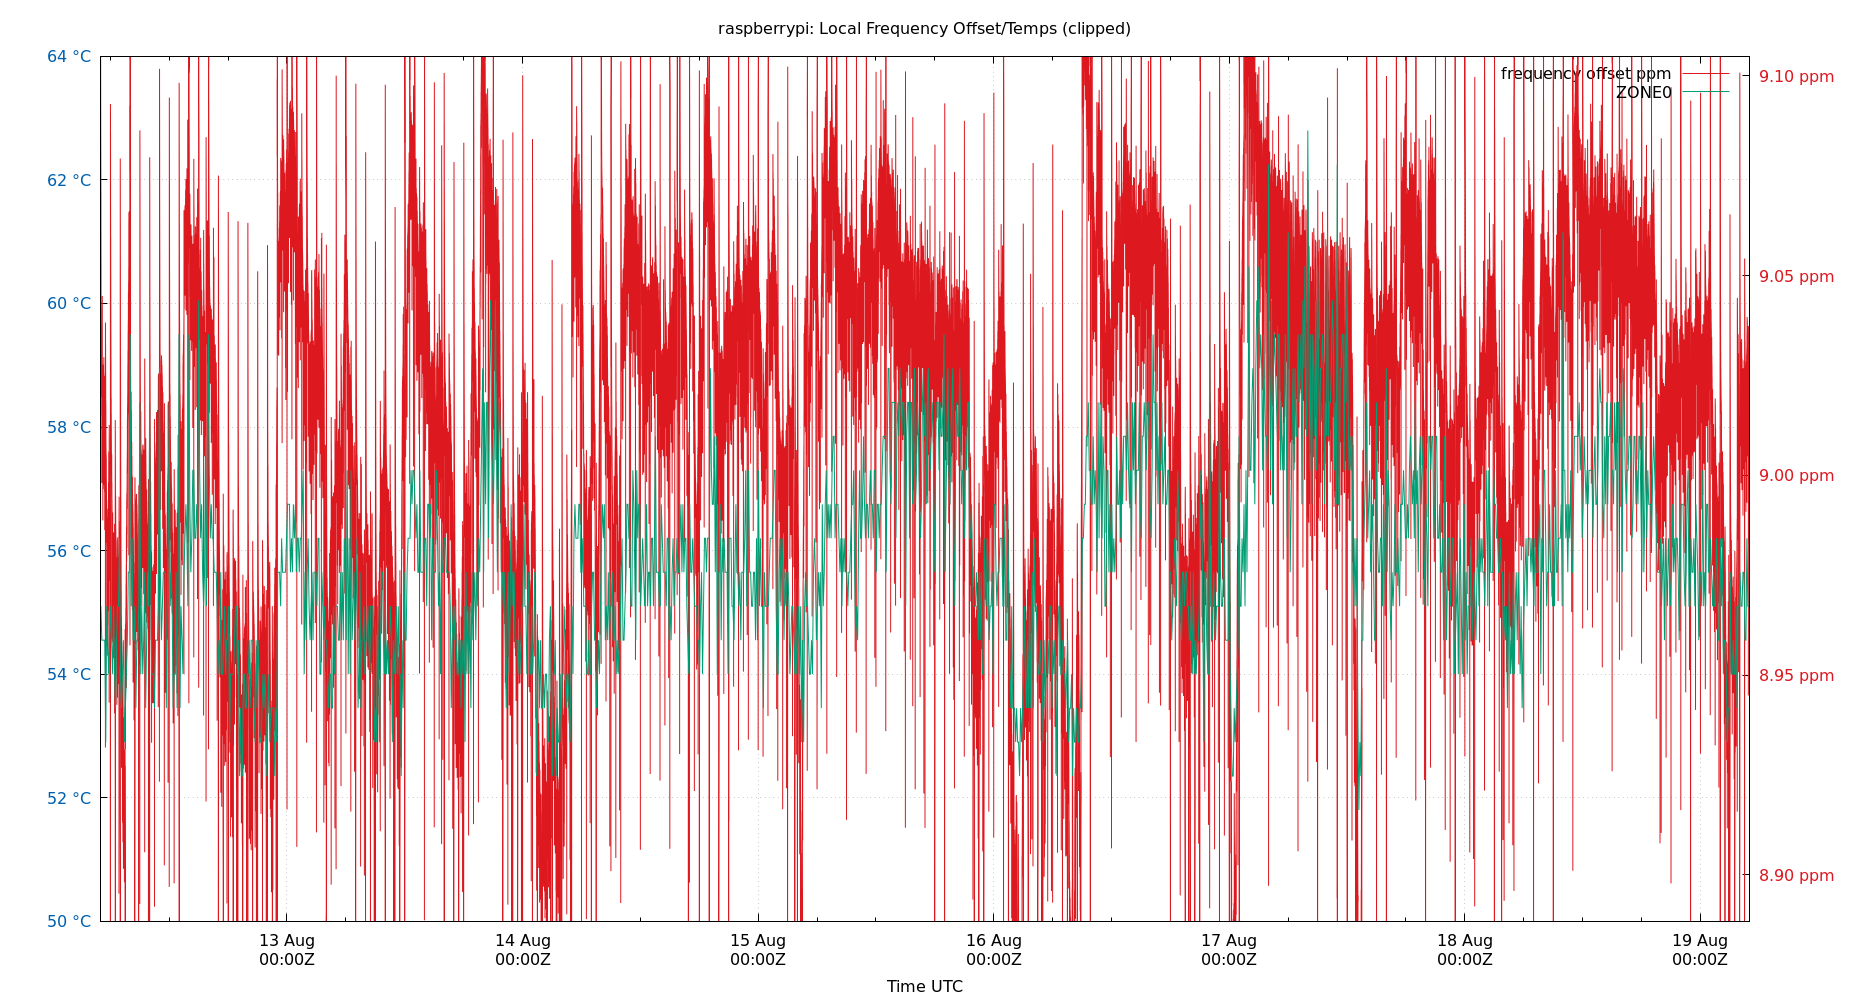 raspberrypi: Local Frequency Offset/Temps (clipped)
64 °C
62 °C
60 °C
58 °C
56 °C
54 °C
52 °C
50 °C
frequency offset ppm
ZONE0
9.10 ppm
9.05 ppm
9.00 ppm
8.95 ppm
8.90 ppm
13 Aug
00:00Z
14 Aug
00:00Z
15 Aug
00:00Z
16 Aug
00:00Z
17 Aug
00:00Z
18 Aug
00:00Z
19 Aug
00:00Z
Time UTC